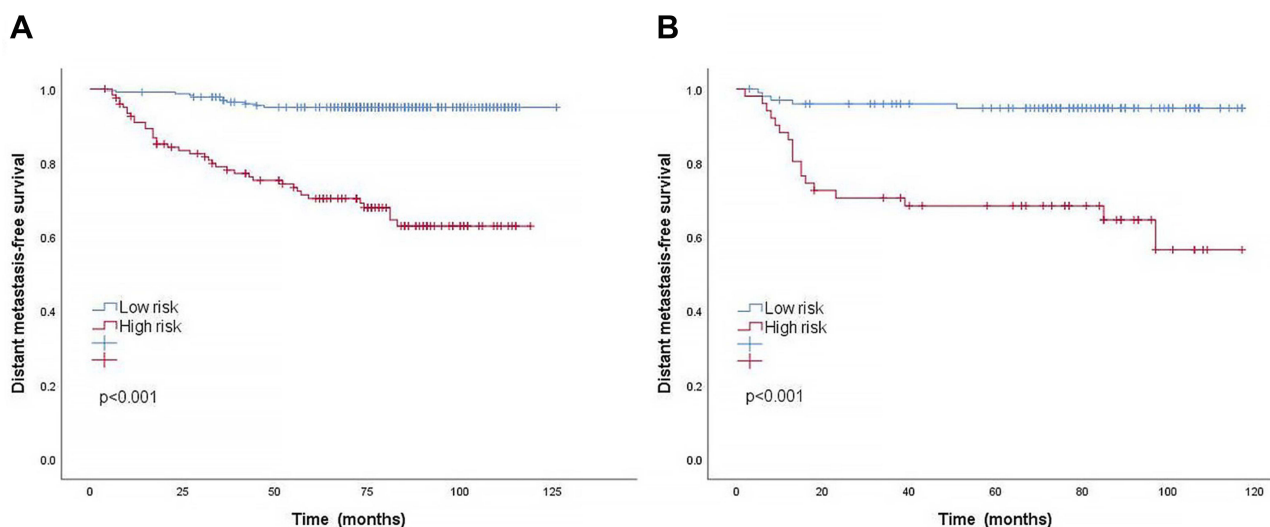 A
Distant metastasis-free survival
1.0
0.8
0.6
0.4
0.2
0.0
Low risk
High risk
p<0.001
0 25 50 75 100 125
Time (months)
B
Distant metastasis-free survival
1.0
0.8
0.6
0.4
0.2
0.0
Low risk
High risk
p<0.001
0 20 40 60 80 100 120
Time (months)